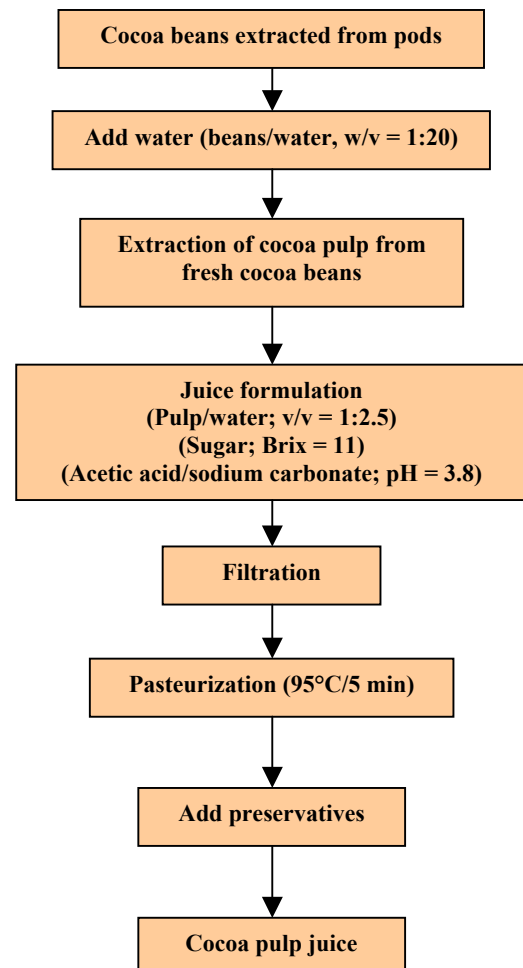 Cocoa beans extracted from pods
Add water (beans/water, w/v = 1:20)
Extraction of cocoa pulp from
fresh cocoa beans
Juice formulation
(Pulp/water; v/v = 1:2.5)
(Sugar; Brix = 11)
(Acetic acid/sodium carbonate; pH = 3.8)
Filtration
Pasteurization (95°C/5 min)
Add preservatives
Cocoa pulp juice